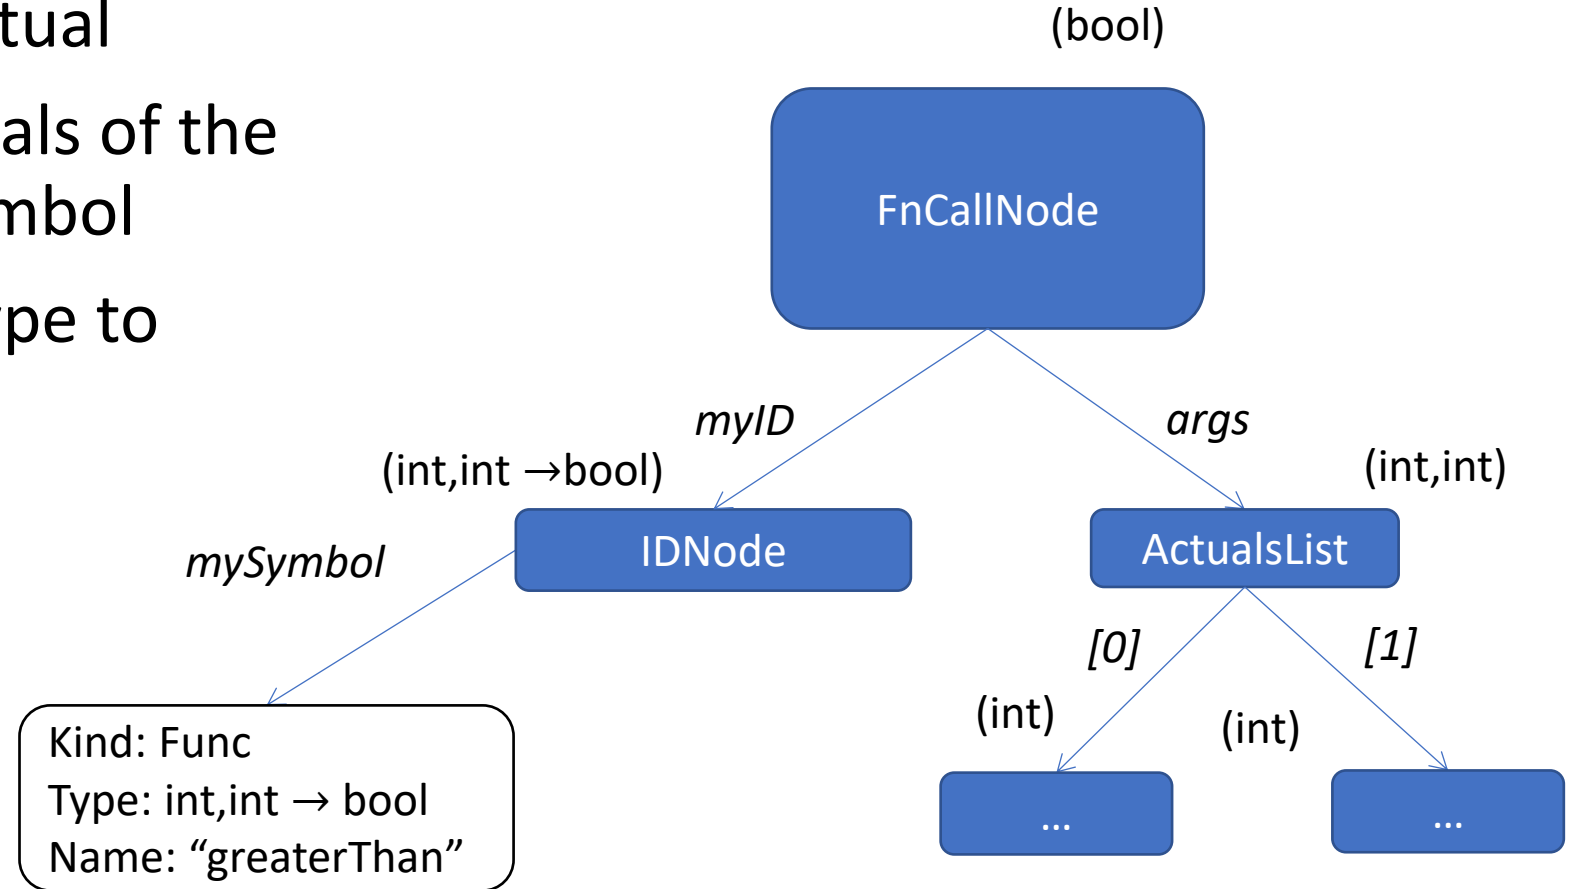 tual
als of the
mbol
pe to
(bool)
FnCallNode
myID
args
(int,int →bool)
(int,int)
IDNode
ActualsList
mySymbol
[0]
[1]
(int)
(int)
Kind: Func
Type: int,int → bool
Name: “greaterThan”
...
...